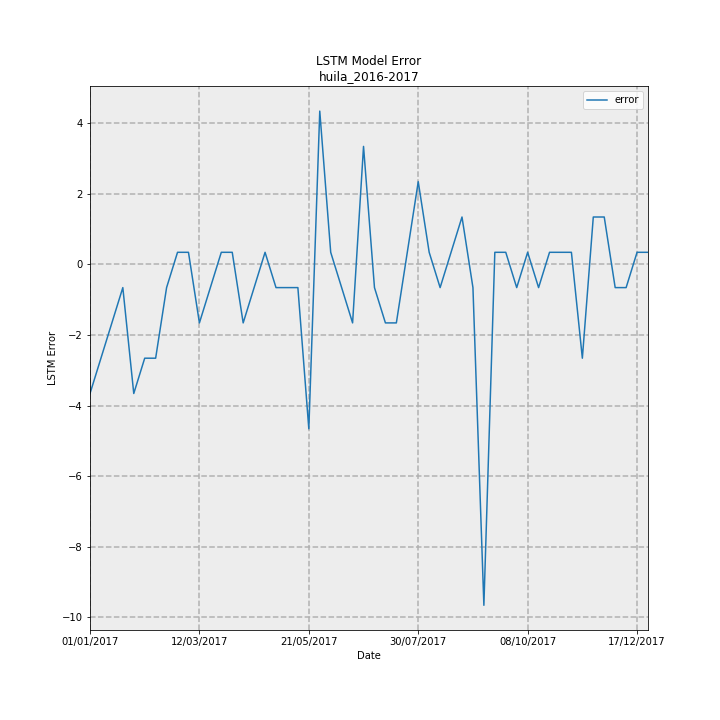 LSTM Model Error
huila_2016-2017
error
4
2
0
−2
−4
−6
−8
−10
LSTM Error
01/01/2017 12/03/2017 21/05/2017 30/07/2017 08/10/2017 17/12/2017
Date